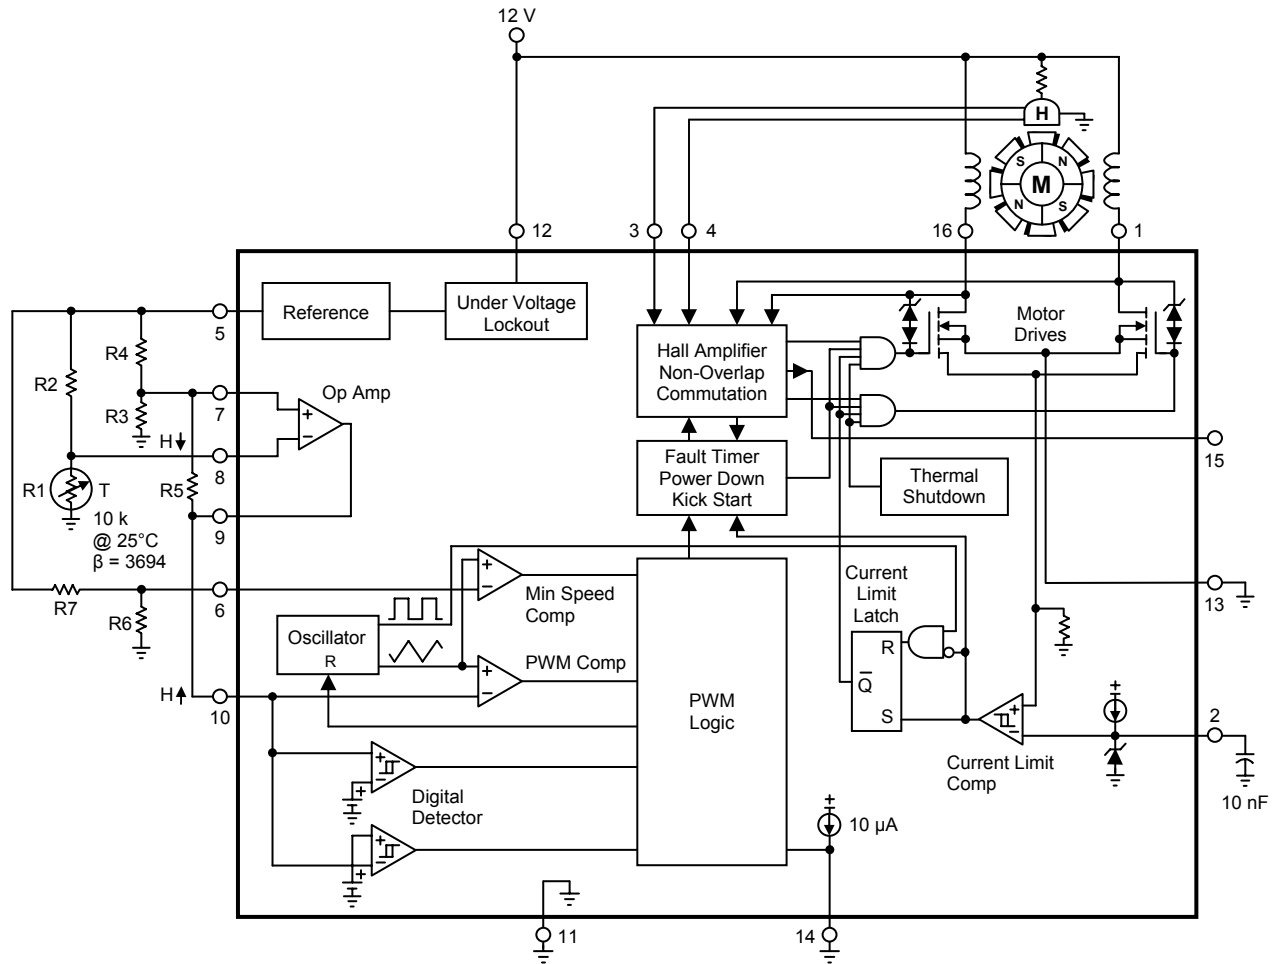 12 V
H
S
N
M
N
S
12
3
4
16
1
Reference
Under Voltage
Lockout
5
Motor
Drives
R4
R2
Hall Amplifier
Non-Overlap
Commutation
Op Amp
7
+
−
R3
H
8
15
Fault Timer
Power Down
Kick Start
Thermal
Shutdown
R1
T
R5
10 k
@ 25°C
β = 3694
9
+
−
Min Speed
Comp
Current
Limit
Latch
6
R7
R6
13
Oscillator
R
R
Q
S
+
−
PWM Comp
H
10
PWM
Logic
+
−
+
2
Current Limit
Comp
10 nF
+
−
+
Digital
Detector
+
10 µA
+
−
+
11
14